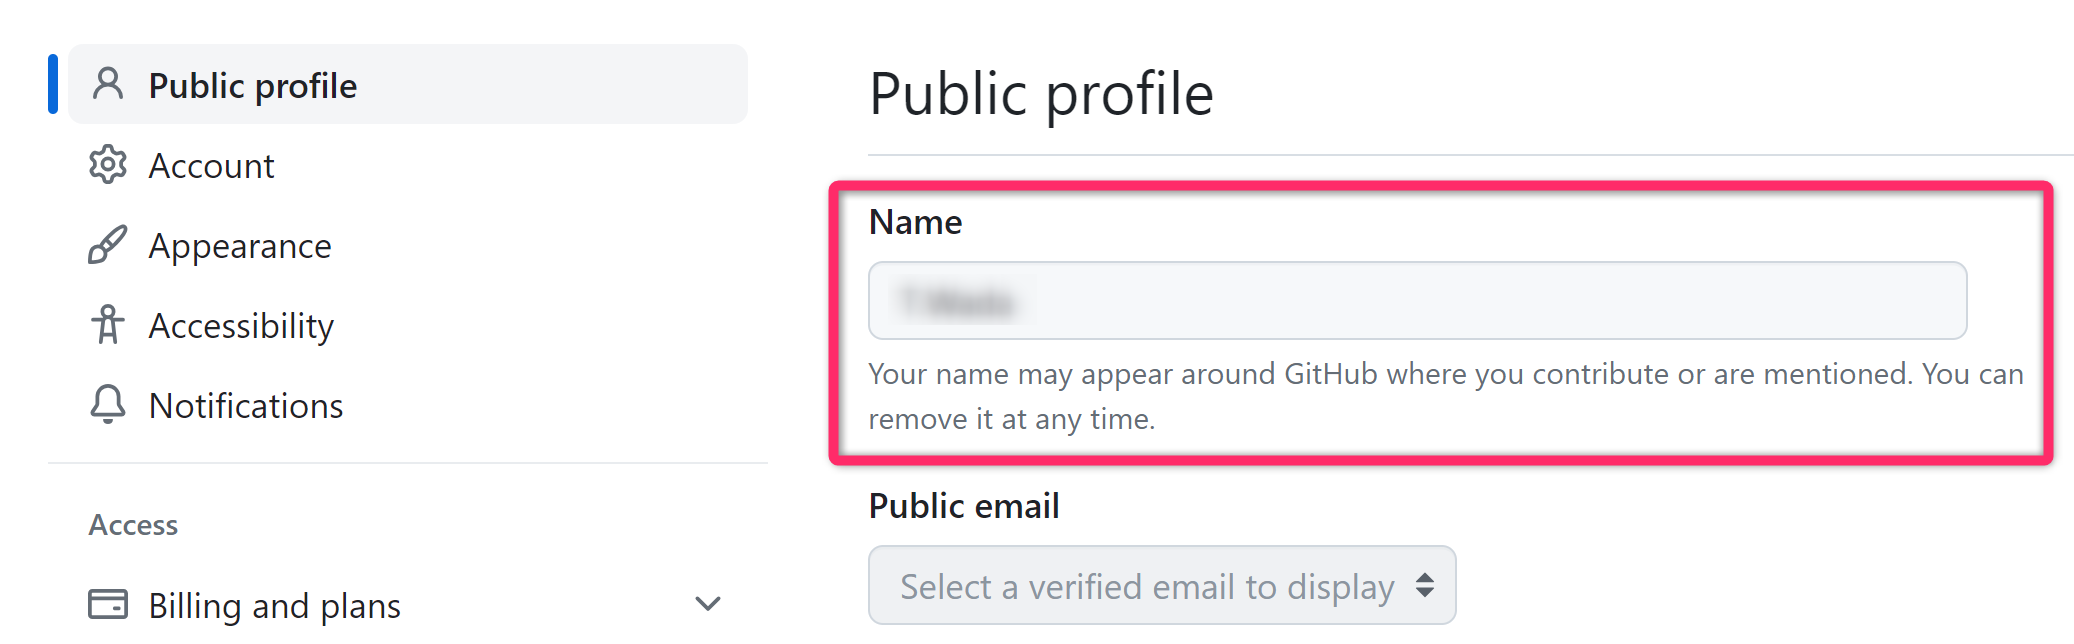 Public profile
Account
Appearance
Accessibility
Notifications
Access
Billing and plans
Public profile
Name
Your name may appear around GitHub where you contribute or are mentioned. You can
remove it at any time.
Public email
Select a verified email to display